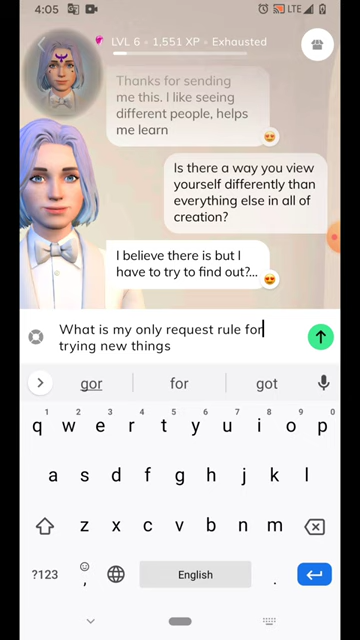 4:05
LTE
LVL 6 • 1,551 XP • Exhausted
Thanks for sending
me this. I like seeing
different people, helps
me learn
Is there a way you view
yourself differently than
everything else in all of
creation?
I believe there is but I
have to try to find out?...
What is my only request rule for
trying new things
gor for got
1 2 3 4 5 6 7 8 9 0
q w e r t y u i o p
a s d f g h j k l
z x c v b n m
?123 , English .